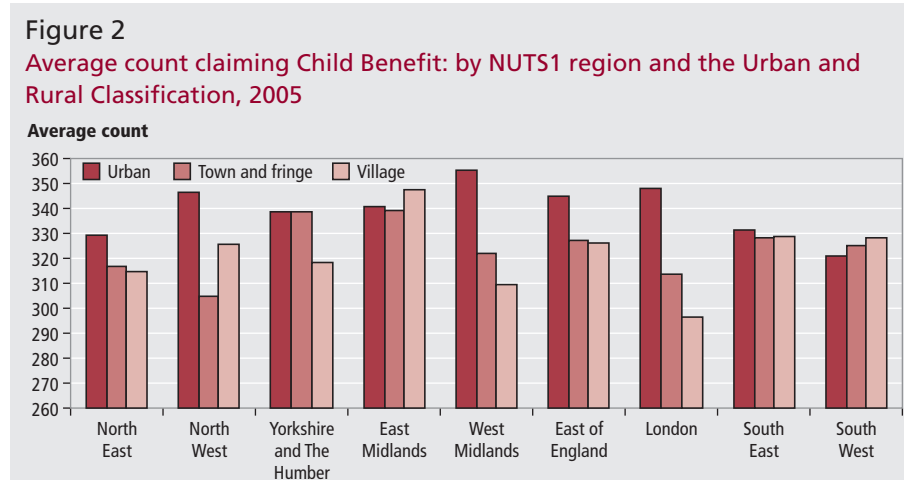 Figure 2
Average count claiming Child Benefit: by NUTS1 region and the Urban and
Rural Classification, 2005
Average count
360
350
340
330
320
310
300
290
280
270
260
Urban
Town and fringe
Village
North
East
North
West
Yorkshire
and The
Humber
East
Midlands
West
Midlands
East of
England
London
South
East
South
West